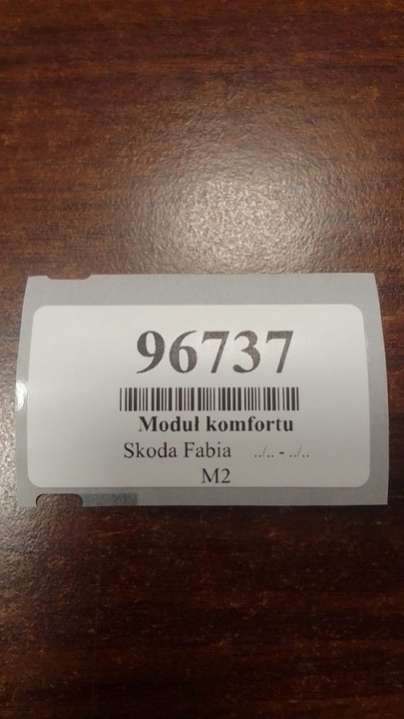 96737
Moduł komfortu
Skoda Fabia ../.. - ../..
M2